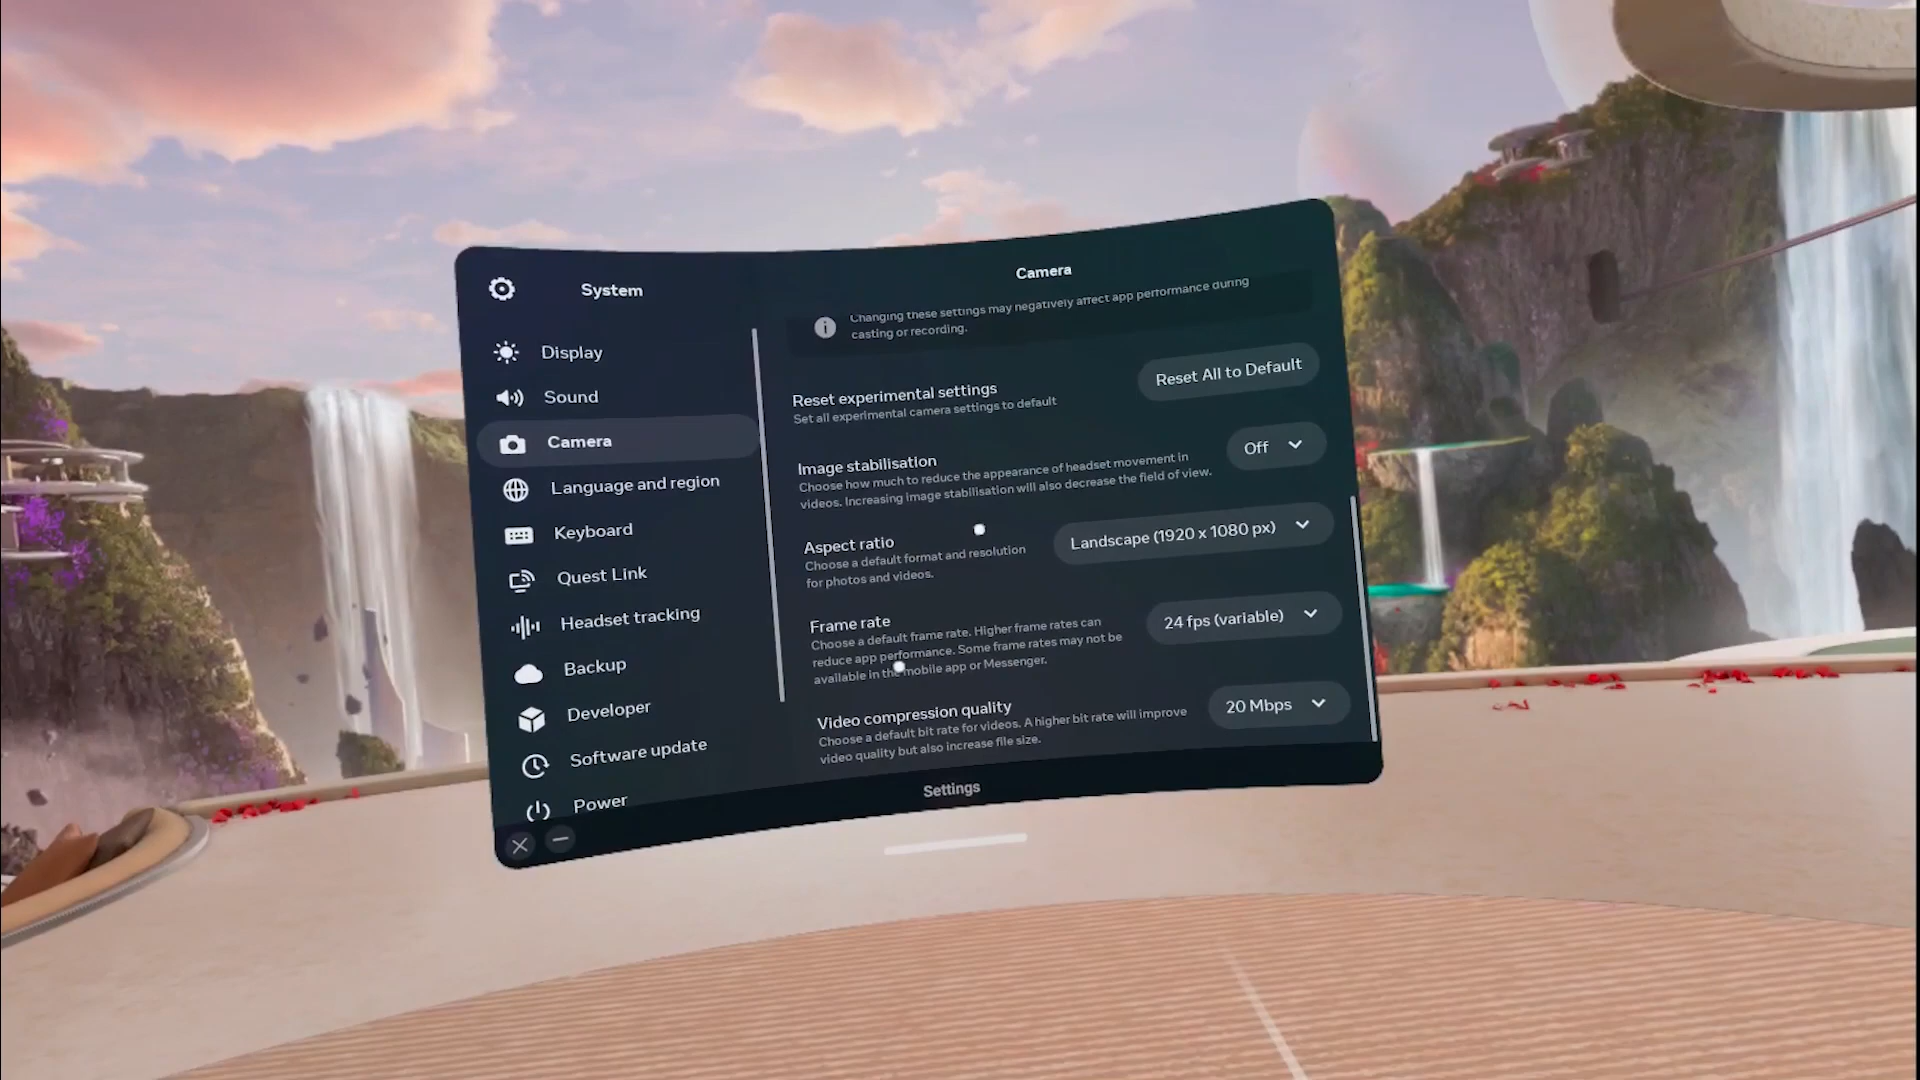 System
Display
Sound
Camera
Language and region
Keyboard
Quest Link
Headset tracking
Backup
Developer
Software update
Power
Camera
Changing these settings may negatively affect app performance during
casting or recording.
Reset experimental settings
Set all experimental camera settings to default
Reset All to Default
Image stabilisation
Choose how much to reduce the appearance of headset movement in
videos. Increasing image stabilisation will also decrease the field of view.
Off
Aspect ratio
Choose a default format and resolution
for photos and videos.
Landscape (1920 x 1080 px)
Frame rate
Choose a default frame rate. Higher frame rates can
reduce app performance. Some frame rates may not be
available in the mobile app or Messenger.
24 fps (variable)
Video compression quality
Choose a default bit rate for videos. A higher bit rate will improve
video quality but also increase file size.
20 Mbps
Settings